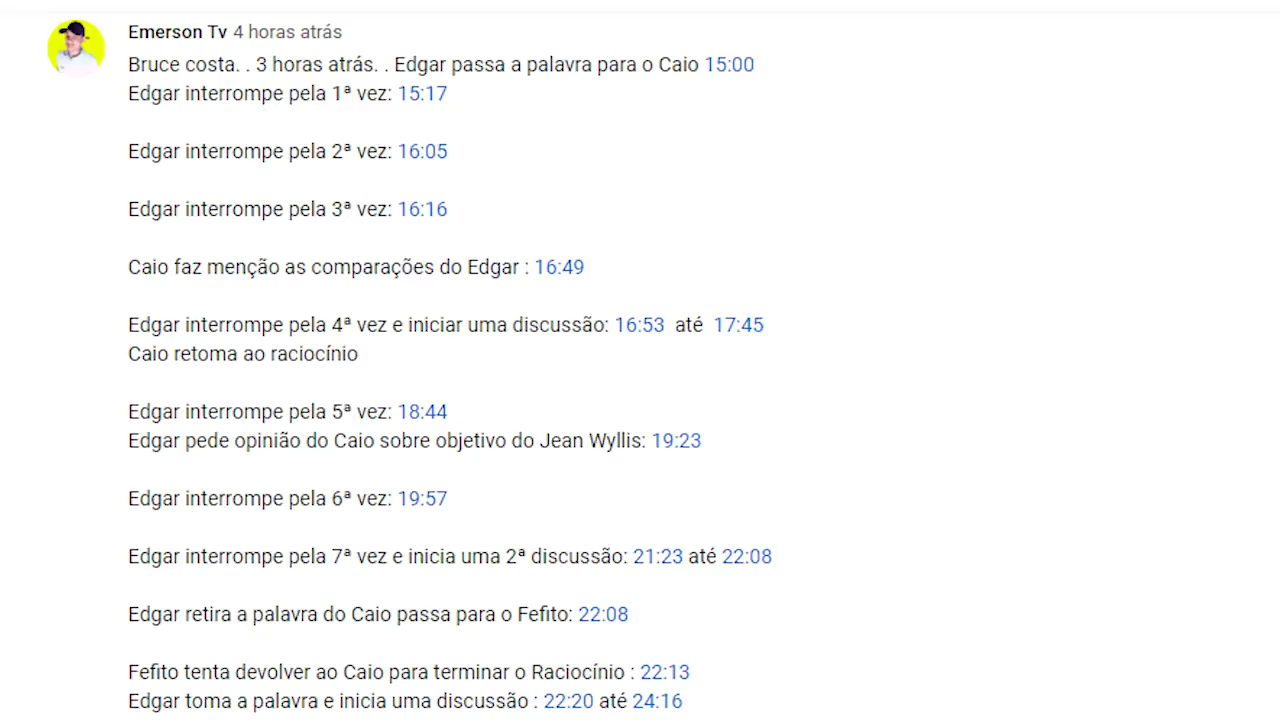 Emerson Tv 4 horas atrás
Bruce costa. . 3 horas atrás. . Edgar passa a palavra para o Caio 15:00
Edgar interrompe pela 1ª vez: 15:17
Edgar interrompe pela 2ª vez: 16:05
Edgar interrompe pela 3ª vez: 16:16
Caio faz menção as comparações do Edgar : 16:49
Edgar interrompe pela 4ª vez e iniciar uma discussão: 16:53 até 17:45
Caio retoma ao raciocínio
Edgar interrompe pela 5ª vez: 18:44
Edgar pede opinião do Caio sobre objetivo do Jean Wyllis: 19:23
Edgar interrompe pela 6ª vez: 19:57
Edgar interrompe pela 7ª vez e inicia uma 2ª discussão: 21:23 até 22:08
Edgar retira a palavra do Caio passa para o Fefito: 22:08
Fefito tenta devolver ao Caio para terminar o Raciocínio : 22:13
Edgar toma a palavra e inicia uma discussão : 22:20 até 24:16